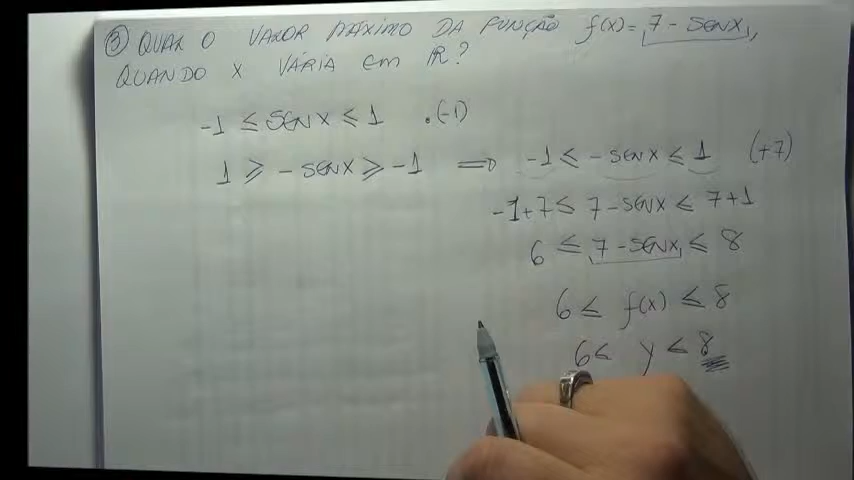 ③ QUAL O VALOR MÁXIMO DA FUNÇÃO f(x)= 7 - SENX,
QUANDO X VÁRIA EM R?
-1 ≤ SENX ≤ 1 .(-1)
1 ≥ - SENX ≥ -1 ⟹ -1 ≤ - SENX ≤ 1 (+7)
-1+7 ≤ 7-SENX ≤ 7+1
6 ≤ 7-SENX ≤ 8
6 ≤ f(x) ≤ 8
6 ≤ y ≤ 8